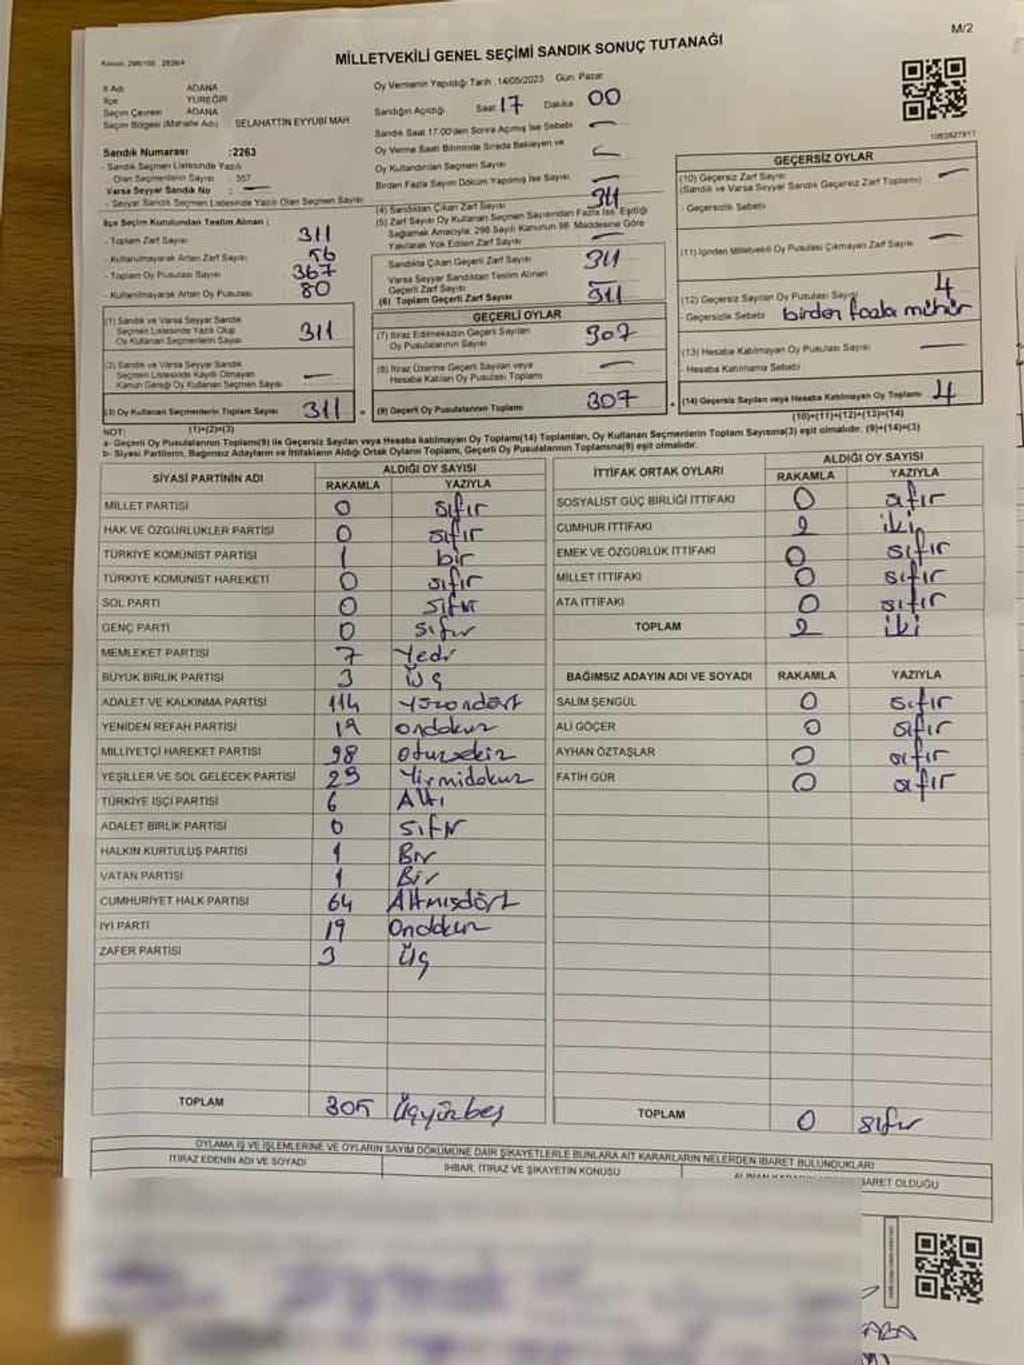 M/2
Kanun: 298/105 2839/4
MİLLETVEKİLİ GENEL SEÇİMİ SANDIK SONUÇ TUTANAĞI
İl Adı ADANA
İlçe YÜREĞİR
Seçim Çevresi ADANA
Seçim Bölgesi (Mahalle Adı) SELAHATTİN EYYUBİ MAH.
Sandık Numarası :2263
- Sandık Seçmen Listesinde Yazılı
Olan Seçmenlerin Sayısı 357
Varsa Seyyar Sandık No : —
- Seyyar Sandık Seçmen Listesinde Yazılı Olan Seçmen Sayısı
İlçe Seçim Kurulundan Teslim Alınan :
- Toplam Zarf Sayısı 311
- Kullanılmayarak Artan Zarf Sayısı 56
- Toplam Oy Pusulası Sayısı 367
- Kullanılmayarak Artan Oy Pusulası 80
(1) Sandık ve Varsa Seyyar Sandık
Seçmen Listesinde Yazılı Olup
Oy Kullanan Seçmenlerin Sayısı 311
(2) Sandık ve Varsa Seyyar Sandık
Seçmen Listesinde Kayıtlı Olmayan
Kanun Gereği Oy Kullanan Seçmen Sayısı —
(3) Oy Kullanan Seçmenlerin Toplam Sayısı 311
(1)+(2)=(3)
Oy Vermenin Yapıldığı Tarih :14/05/2023 Gün Pazar
Sandığın Açıldığı Saat 17 Dakika 00
Sandık Saat 17.00'den Sonra Açılmış İse Sebebi —
Oy Verme Saati Bitiminde Sırada Bekleyen ve
Oy Kullandırılan Seçmen Sayısı
Birden Fazla Sayım Döküm Yapılmış İse Sayısı —
(4) Sandıktan Çıkan Zarf Sayısı 311
(5) Zarf Sayısı Oy Kullanan Seçmen Sayısından Fazla İse, Eşitliği
Sağlamak Amacıyla, 298 Sayılı Kanunun 98. Maddesine Göre
Yakılarak Yok Edilen Zarf Sayısı —
Sandıkta Çıkan Geçerli Zarf Sayısı 311
Varsa Seyyar Sandıktan Teslim Alınan
Geçerli Zarf Sayısı —
(6) Toplam Geçerli Zarf Sayısı 311
GEÇERLİ OYLAR
(7) İtiraz Edilmeksizin Geçerli Sayılan
Oy Pusulalarının Sayısı 307
(8) İtiraz Üzerine Geçerli Sayılan veya
Hesaba Katılan Oy Pusulası Toplamı —
(9) Geçerli Oy Pusulalarının Toplamı 307
1083827917
GEÇERSİZ OYLAR
(10) Geçersiz Zarf Sayısı —
(Sandık ve Varsa Seyyar Sandık Geçersiz Zarf Toplamı)
- Geçersizlik Sebebi
(11) İçinden Milletvekili Oy Pusulası Çıkmayan Zarf Sayısı —
(12) Geçersiz Sayılan Oy Pusulası Sayısı 4
- Geçersizlik Sebebi birden fazla mühür
(13) Hesaba Katılmayan Oy Pusulası Sayısı —
- Hesaba Katılmama Sebebi
(14) Geçersiz Sayılan veya Hesaba Katılmayan Oy Toplamı 4
(10)+(11)+(12)+(13)=(14)
NOT:
a- Geçerli Oy Pusulalarının Toplamı(9) ile Geçersiz Sayılan veya Hesaba katılmayan Oy Toplamı(14) Toplamları, Oy Kullanan Seçmenlerin Toplam Sayısına(3) eşit olmalıdır. (9)+(14)=(3)
b- Siyasi Partilerin, Bağımsız Adayların ve İttifakların Aldığı Ortak Oyların Toplamı, Geçerli Oy Pusulalarının Toplamına(9) eşit olmalıdır.
SİYASİ PARTİNİN ADI ALDIĞI OY SAYISI
RAKAMLA YAZIYLA
MİLLET PARTİSİ 0 sıfır
HAK VE ÖZGÜRLÜKLER PARTİSİ 0 sıfır
TÜRKİYE KOMÜNİST PARTİSİ 1 bir
TÜRKİYE KOMÜNİST HAREKETİ 0 sıfır
SOL PARTİ 0 sıfır
GENÇ PARTİ 0 sıfır
MEMLEKET PARTİSİ 7 Yedi
BÜYÜK BİRLİK PARTİSİ 3 üç
ADALET VE KALKINMA PARTİSİ 114 yüzondört
YENİDEN REFAH PARTİSİ 19 ondokuz
MİLLİYETÇİ HAREKET PARTİSİ 38 otuzsekiz
YEŞİLLER VE SOL GELECEK PARTİSİ 29 Yirmidokuz
TÜRKİYE İŞÇİ PARTİSİ 6 Altı
ADALET BİRLİK PARTİSİ 0 sıfır
HALKIN KURTULUŞ PARTİSİ 1 Bir
VATAN PARTİSİ 1 Bir
CUMHURİYET HALK PARTİSİ 64 Altmışdört
İYİ PARTİ 19 Ondokuz
ZAFER PARTİSİ 3 Üç
TOPLAM 305 Üçyüzbeş
İTTİFAK ORTAK OYLARI ALDIĞI OY SAYISI
RAKAMLA YAZIYLA
SOSYALİST GÜÇ BİRLİĞİ İTTİFAKI 0 sıfır
CUMHUR İTTİFAKI 2 iki
EMEK VE ÖZGÜRLÜK İTTİFAKI 0 sıfır
MİLLET İTTİFAKI 0 sıfır
ATA İTTİFAKI 0 sıfır
TOPLAM 2 iki
BAĞIMSIZ ADAYIN ADI VE SOYADI RAKAMLA YAZIYLA
SALİM ŞENGÜL 0 sıfır
ALİ GÖÇER 0 sıfır
AYHAN ÖZTAŞLAR 0 sıfır
FATİH GÜR 0 sıfır
TOPLAM 0 sıfır
OYLAMA İŞ VE İŞLEMLERİNE VE OYLARIN SAYIM DÖKÜMÜNE DAİR ŞİKAYETLERLE BUNLARA AİT KARARLARIN NELERDEN İBARET BULUNDUKLARI
İTİRAZ EDENİN ADI VE SOYADI İHBAR, İTİRAZ VE ŞİKAYETİN KONUSU İBARET OLDUĞU